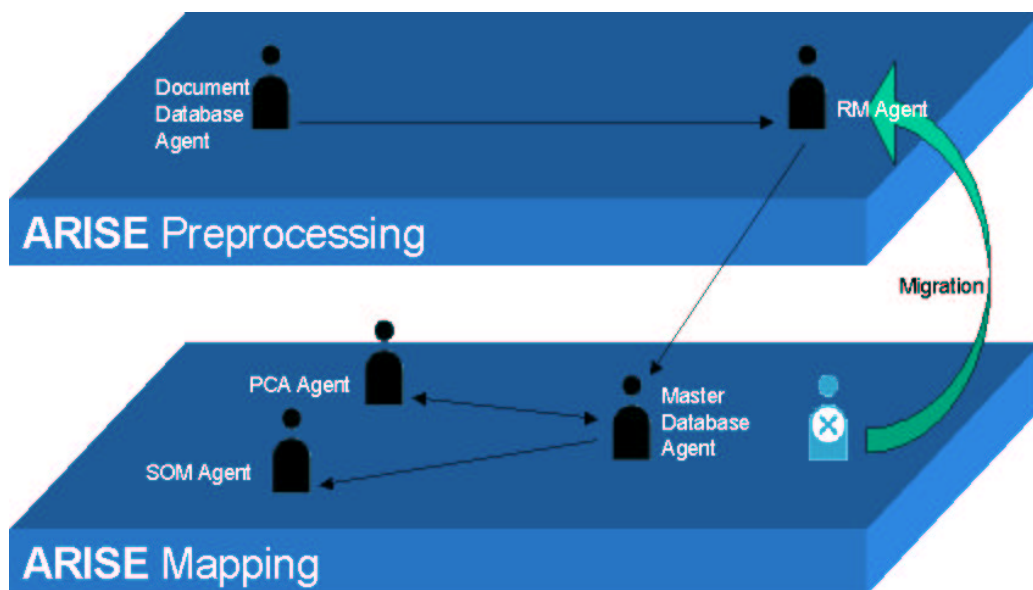 Document
Database
Agent
RM Agent
ARISE Preprocessing
Migration
PCA Agent
Master
Database
Agent
SOM Agent
ARISE Mapping